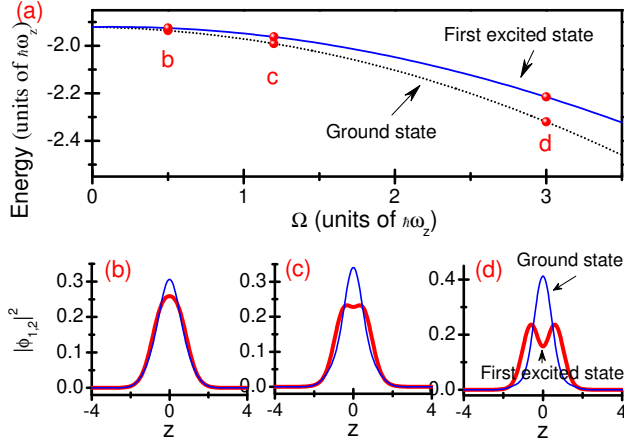 (a)
Energy (units of ℏω_z)
-1.9
-2.0
-2.2
-2.4
b
c
d
First excited state
Ground state
0 1 2 3
Ω (units of ℏω_z)
(b) (c) (d)
|ϕ_{1,2}|^2
0.3
0.2
0.1
0.0
0.3
0.2
0.1
0.0
0.4
0.2
0.0
Ground state
First excited state
-4 0 4
-4 0 4
-4 0 4
z z z